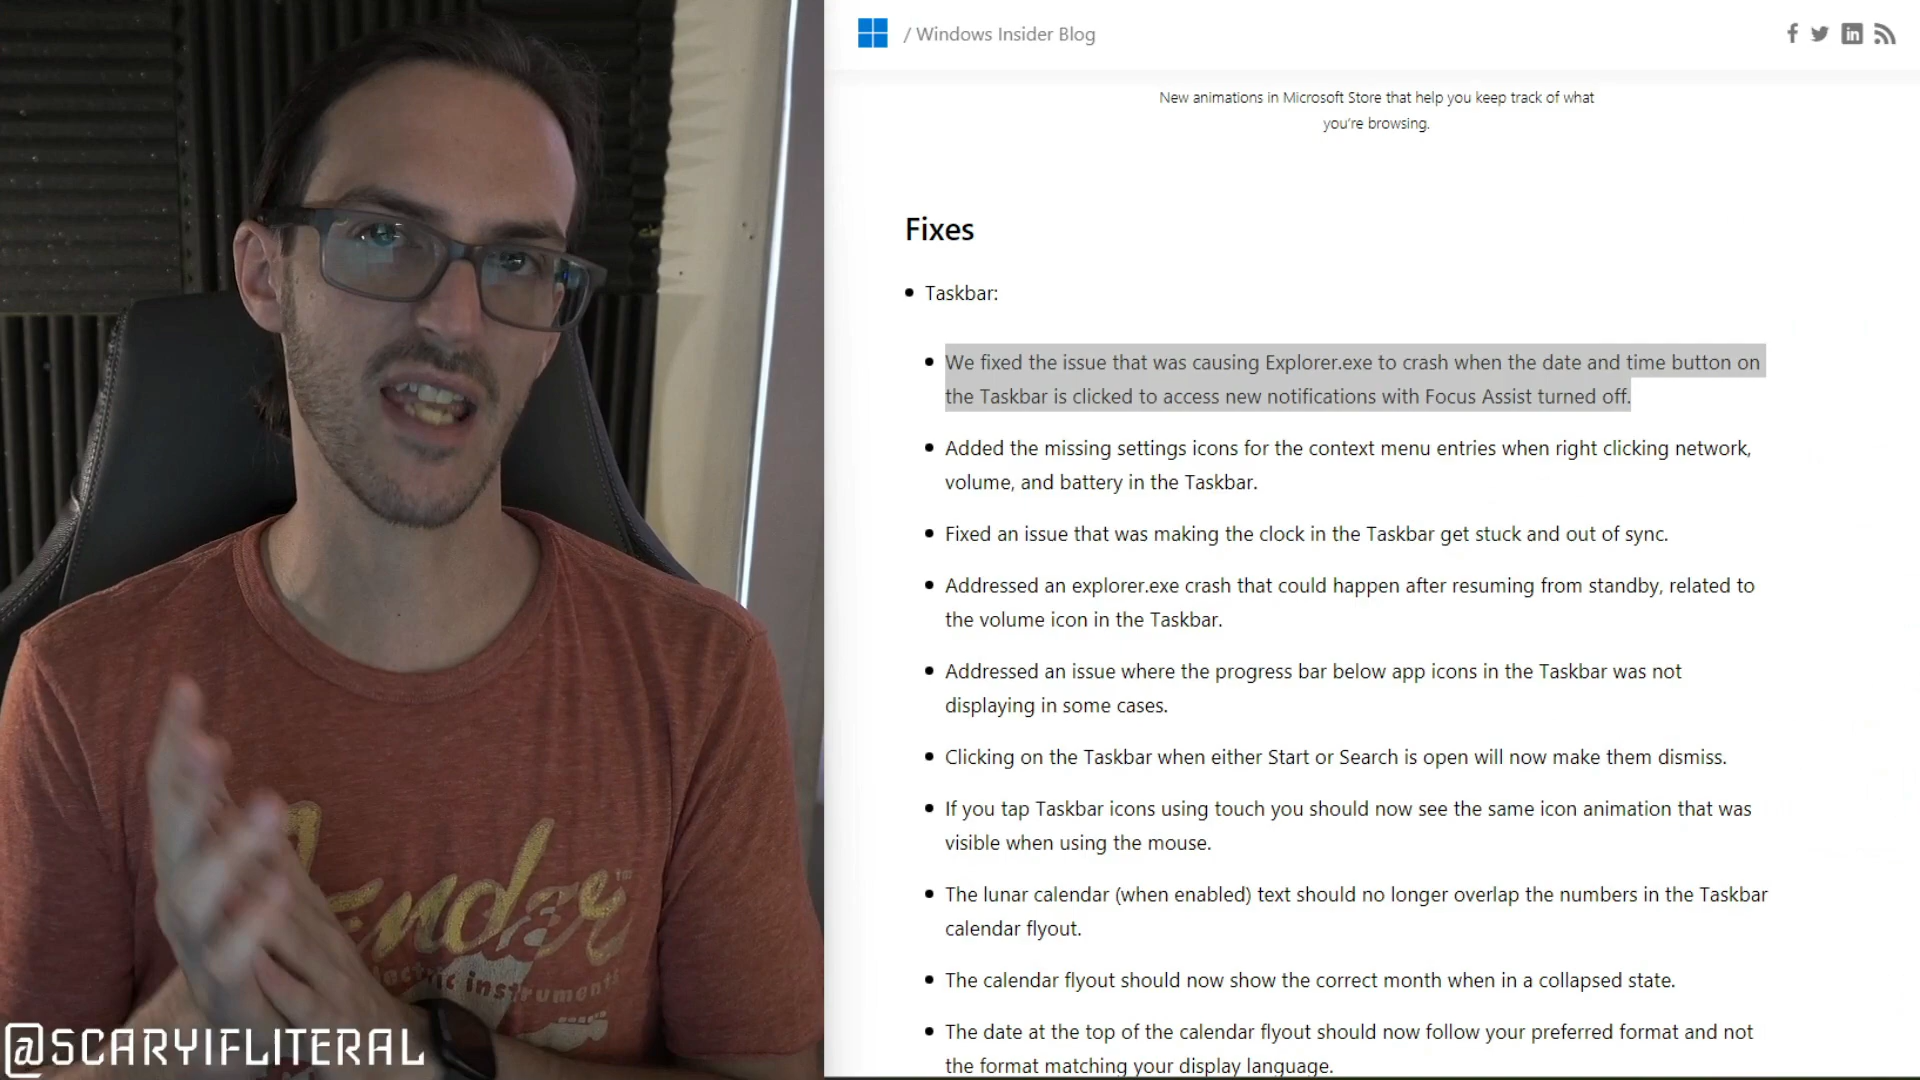 / Windows Insider Blog
New animations in Microsoft Store that help you keep track of what
you're browsing.
Fixes
Taskbar:
We fixed the issue that was causing Explorer.exe to crash when the date and time button on
the Taskbar is clicked to access new notifications with Focus Assist turned off.
Added the missing settings icons for the context menu entries when right clicking network,
volume, and battery in the Taskbar.
Fixed an issue that was making the clock in the Taskbar get stuck and out of sync.
Addressed an explorer.exe crash that could happen after resuming from standby, related to
the volume icon in the Taskbar.
Addressed an issue where the progress bar below app icons in the Taskbar was not
displaying in some cases.
Clicking on the Taskbar when either Start or Search is open will now make them dismiss.
If you tap Taskbar icons using touch you should now see the same icon animation that was
visible when using the mouse.
The lunar calendar (when enabled) text should no longer overlap the numbers in the Taskbar
calendar flyout.
The calendar flyout should now show the correct month when in a collapsed state.
The date at the top of the calendar flyout should now follow your preferred format and not
the format matching your display language.
Fender
electric instruments
@SCARYIFLITERAL